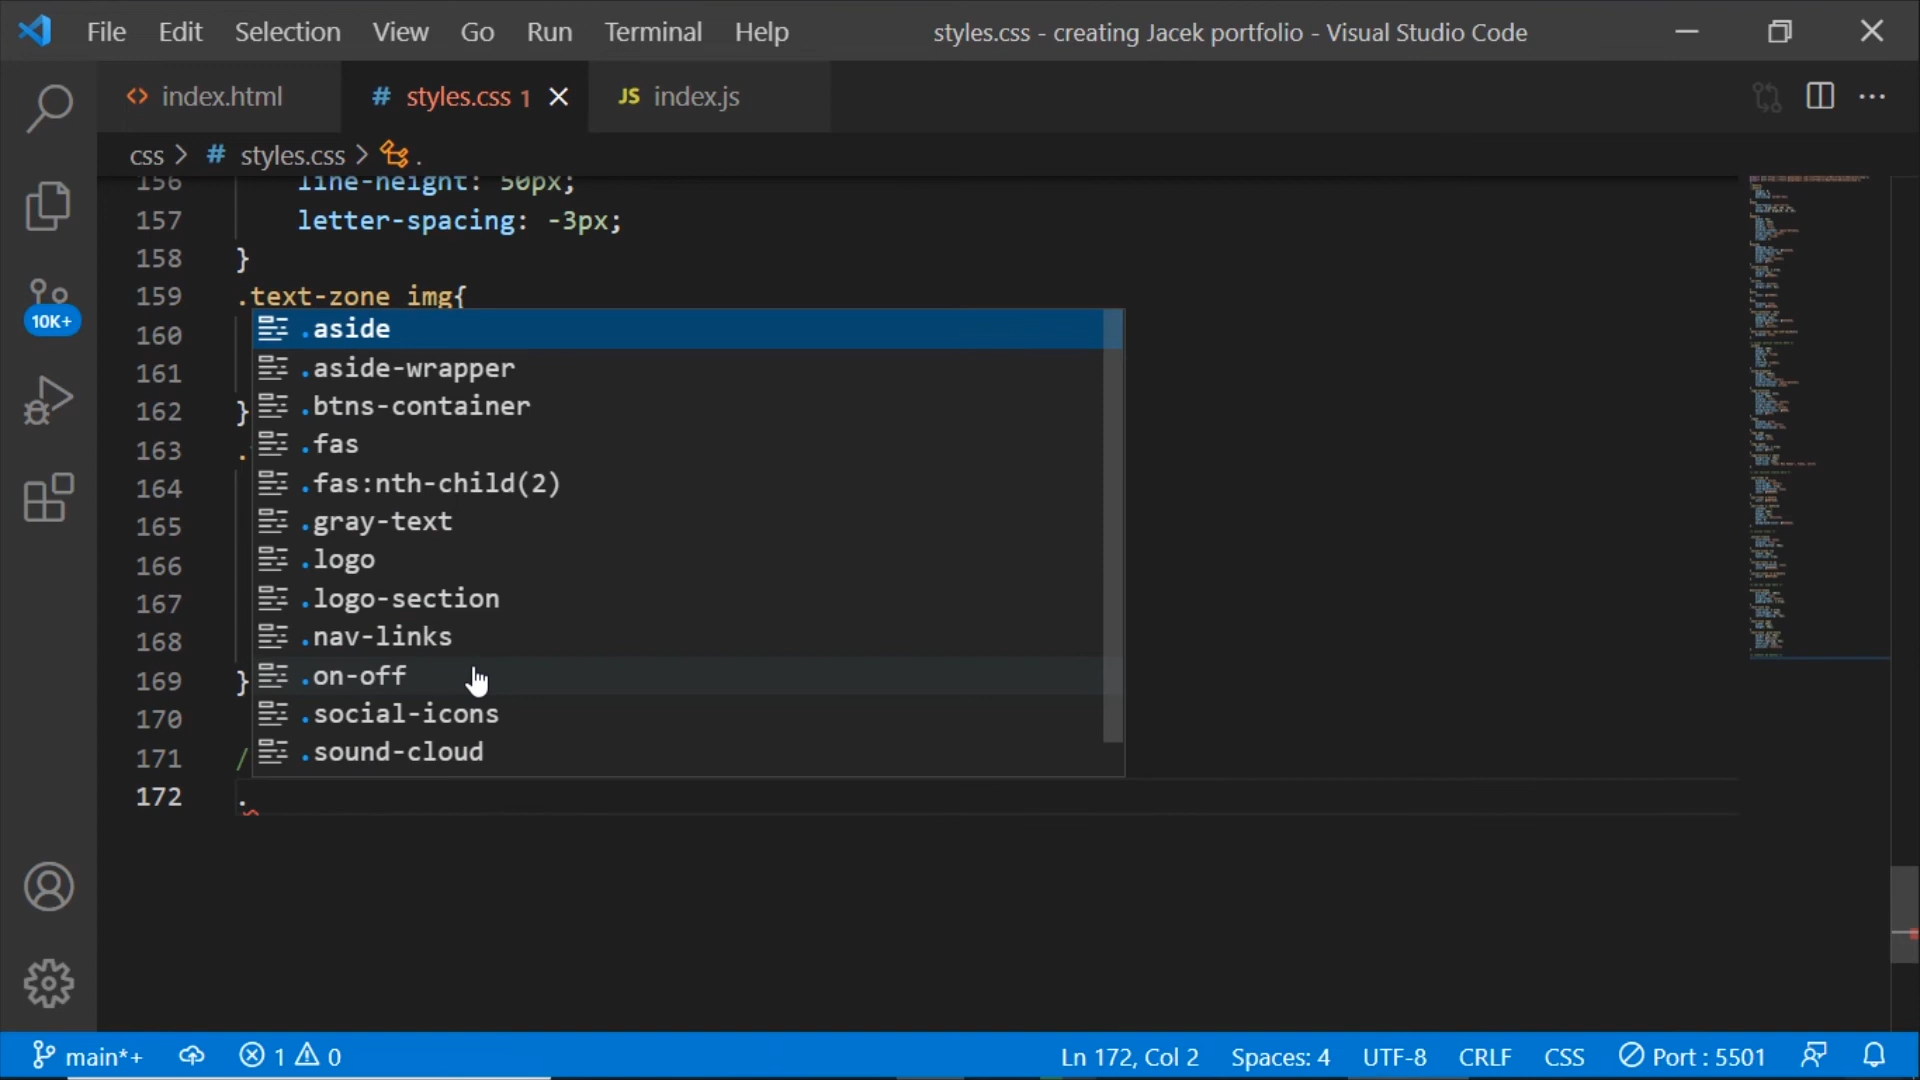 File Edit Selection View Go Run Terminal Help styles.css - creating Jacek portfolio - Visual Studio Code
index.html # styles.css 1 JS index.js
css > # styles.css > .
156 line-height: 50px;
157 letter-spacing: -3px;
158 }
159 .text-zone img{
160 .aside
161 .aside-wrapper
162 } .btns-container
163 . .fas
164 .fas:nth-child(2)
165 .gray-text
166 .logo
167 .logo-section
168 .nav-links
169 } .on-off
170 .social-icons
171 / .sound-cloud
172 .
10K+
main*+ 1 0 Ln 172, Col 2 Spaces: 4 UTF-8 CRLF CSS Port : 5501